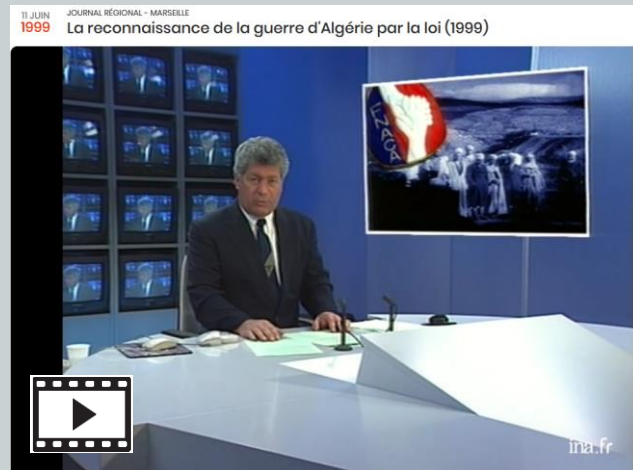 11 JUIN
1999
JOURNAL RÉGIONAL - MARSEILLE
La reconnaissance de la guerre d'Algérie par la loi (1999)
FNACA
ina.fr